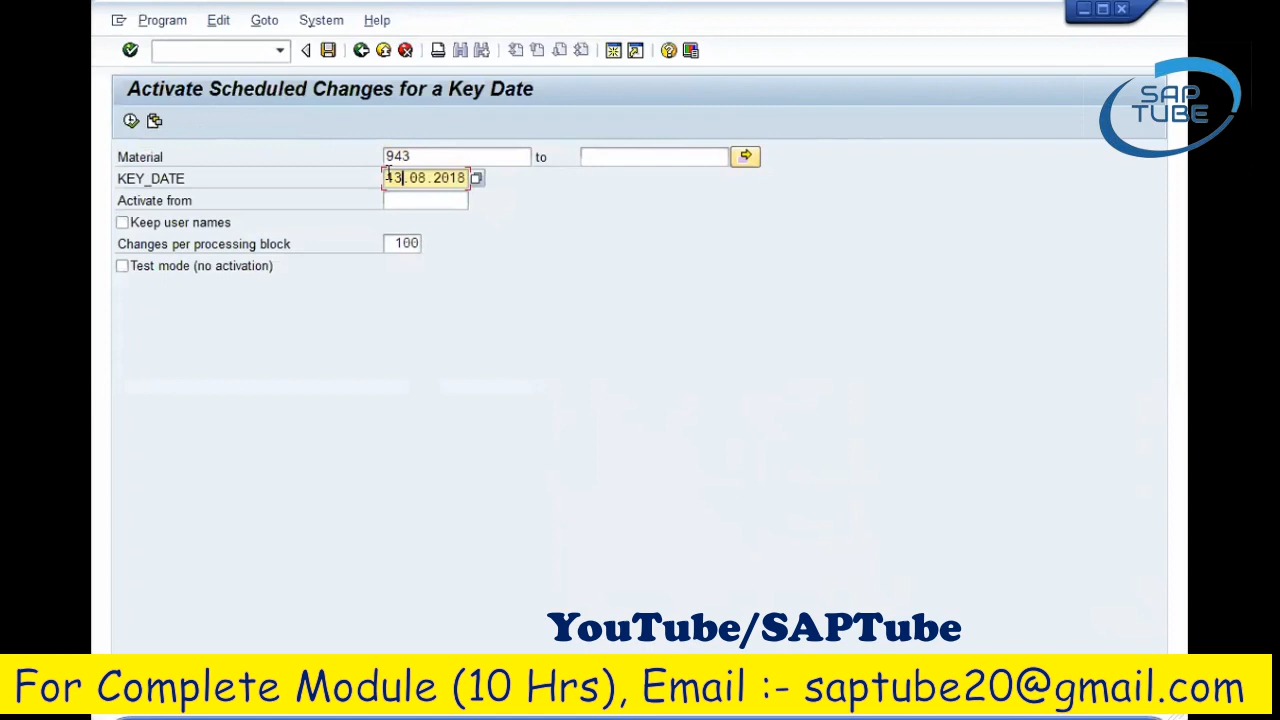 Program Edit Goto System Help
Activate Scheduled Changes for a Key Date
SAP
TUBE
Material 943 to
KEY_DATE 13.08.2018
Activate from
Keep user names
Changes per processing block 100
Test mode (no activation)
YouTube/SAPTube
For Complete Module (10 Hrs), Email :- saptube20@gmail.com